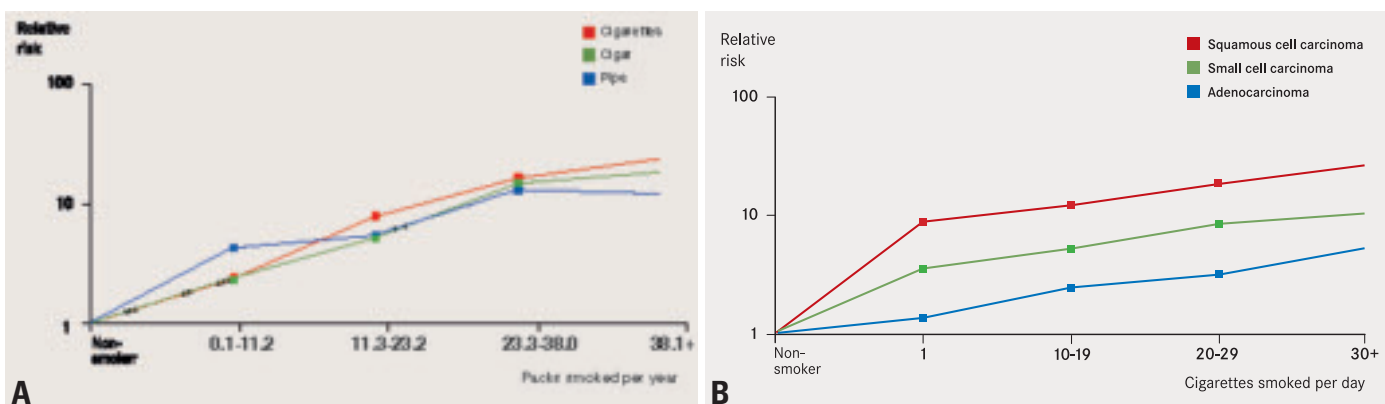 Relative
risk
Cigarettes
Cigar
Pipe
100
10
1
Non-
smoker
0.1-11.2
11.3-23.2
23.3-38.0
38.1+
Packs smoked per year
A
Relative
risk
Squamous cell carcinoma
Small cell carcinoma
Adenocarcinoma
100
10
1
Non-
smoker
1
10-19
20-29
30+
Cigarettes smoked per day
B